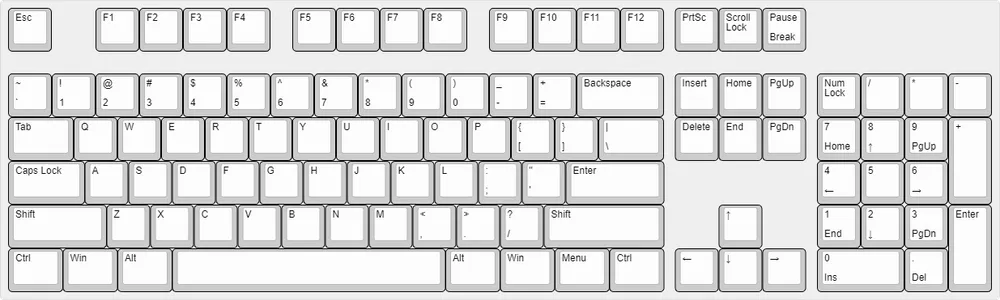 Esc F1 F2 F3 F4 F5 F6 F7 F8 F9 F10 F11 F12 PrtSc Scroll Pause
Lock
Break
~ ! @ # $ % ^ & * ( ) _ + Backspace Insert Home PgUp Num / * -
Lock
` 1 2 3 4 5 6 7 8 9 0 - =
Tab Q W E R T Y U I O P { } | Delete End PgDn 7 8 9 +
[ ] \ Home ↑ PgUp
Caps Lock A S D F G H J K L : " Enter 4 5 6
; ' ← →
Shift Z X C V B N M < > ? Shift ↑ 1 2 3 Enter
, . / End ↓ PgDn
Ctrl Win Alt Alt Win Menu Ctrl ← ↓ → 0 .
Ins Del